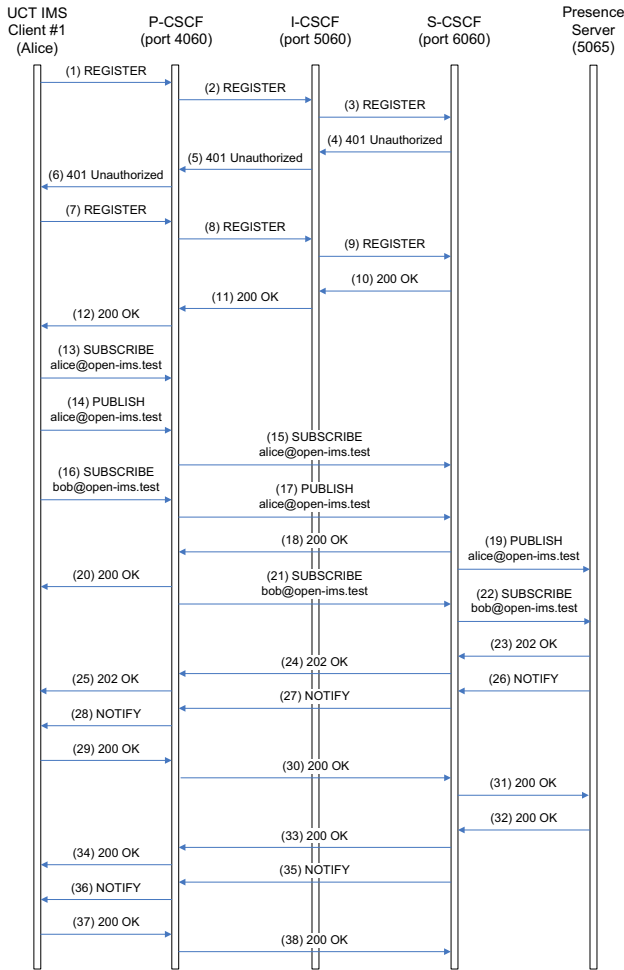 UCT IMS
Client #1
(Alice)
P-CSCF
(port 4060)
I-CSCF
(port 5060)
S-CSCF
(port 6060)
Presence
Server
(5065)
(1) REGISTER
(2) REGISTER
(3) REGISTER
(4) 401 Unauthorized
(5) 401 Unauthorized
(6) 401 Unauthorized
(7) REGISTER
(8) REGISTER
(9) REGISTER
(10) 200 OK
(11) 200 OK
(12) 200 OK
(13) SUBSCRIBE
alice@open-ims.test
(14) PUBLISH
alice@open-ims.test
(15) SUBSCRIBE
alice@open-ims.test
(16) SUBSCRIBE
bob@open-ims.test
(17) PUBLISH
alice@open-ims.test
(18) 200 OK
(19) PUBLISH
alice@open-ims.test
(20) 200 OK
(21) SUBSCRIBE
bob@open-ims.test
(22) SUBSCRIBE
bob@open-ims.test
(23) 202 OK
(24) 202 OK
(25) 202 OK
(26) NOTIFY
(27) NOTIFY
(28) NOTIFY
(29) 200 OK
(30) 200 OK
(31) 200 OK
(32) 200 OK
(33) 200 OK
(34) 200 OK
(35) NOTIFY
(36) NOTIFY
(37) 200 OK
(38) 200 OK